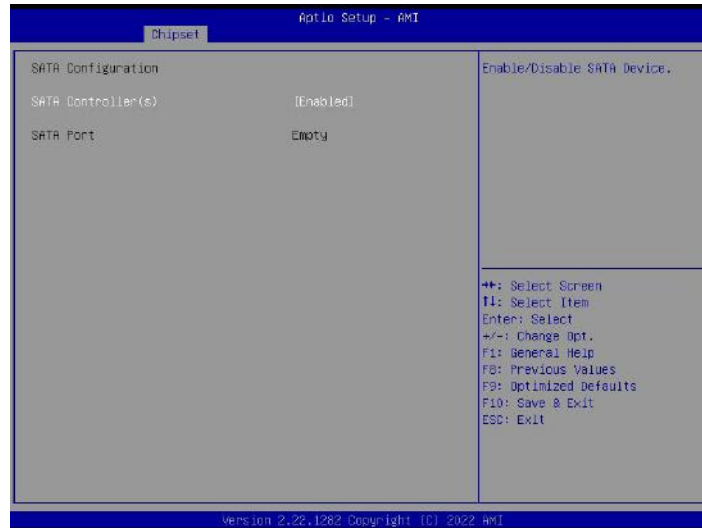 Aptio Setup - AMI
Chipset
SATA Configuration
SATA Controller(s) [Enabled]
SATA Port Empty
Enable/Disable SATA Device.
→←: Select Screen
↑↓: Select Item
Enter: Select
+/-: Change Opt.
F1: General Help
F8: Previous Values
F9: Optimized Defaults
F10: Save & Exit
ESC: Exit
Version 2.22.1282 Copyright (C) 2022 AMI